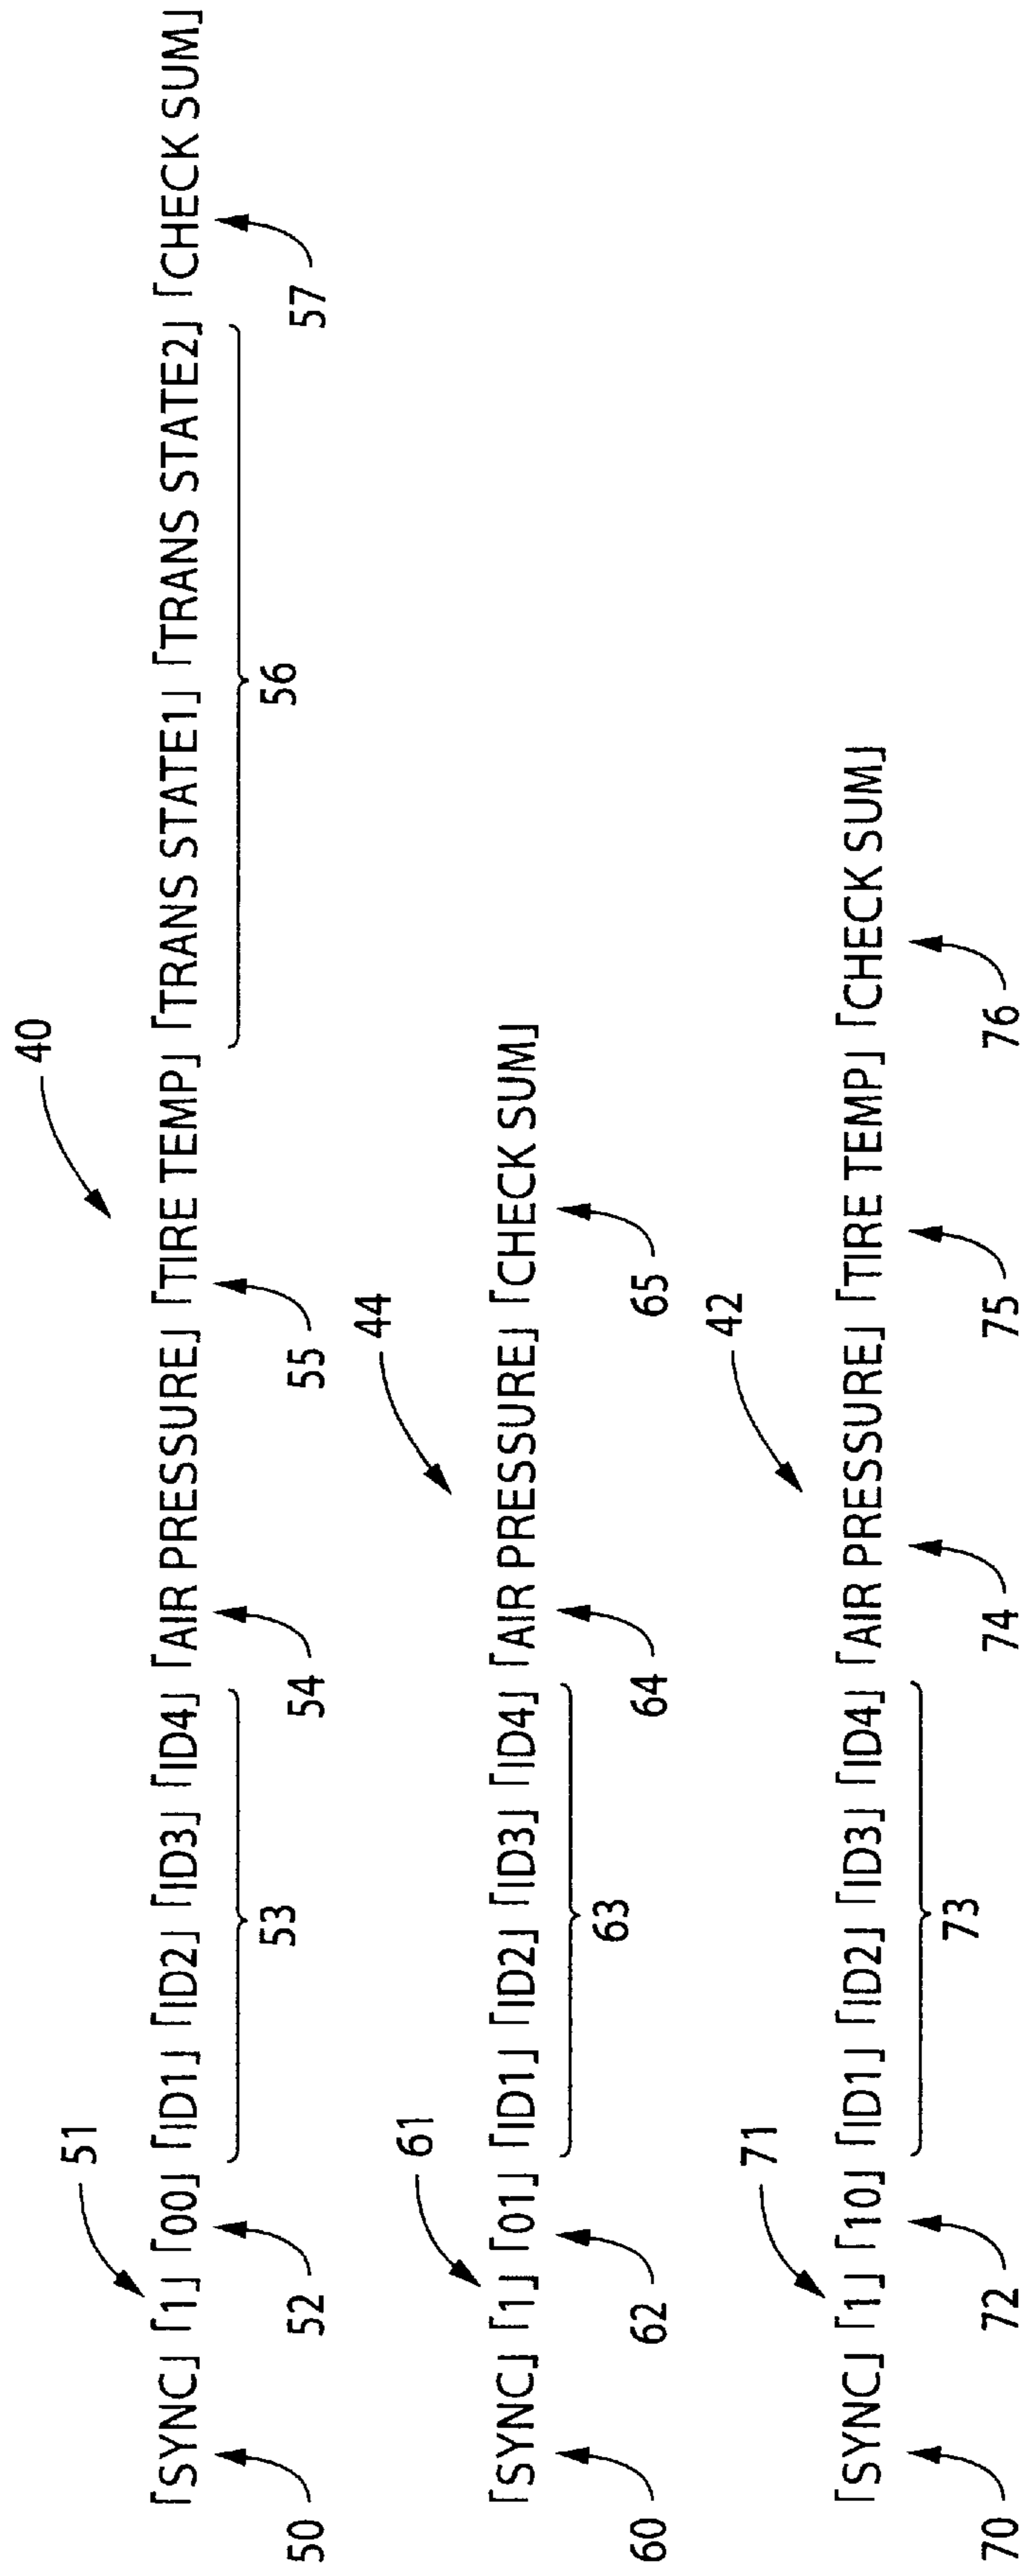 40
51
「SYNC」「1」「00」「ID1」「ID2」「ID3」「ID4」「AIR PRESSURE」「TIRE TEMP」「TRANS STATE1」「TRANS STATE2」「CHECK SUM」
50 52 53 54 55 56 57
61 44
「SYNC」「1」「01」「ID1」「ID2」「ID3」「ID4」「AIR PRESSURE」「CHECK SUM」
60 62 63 64 65
71 42
「SYNC」「1」「10」「ID1」「ID2」「ID3」「ID4」「AIR PRESSURE」「TIRE TEMP」「CHECK SUM」
70 72 73 74 75 76